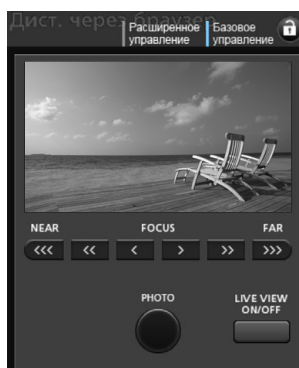 Дист. через браузер
Расширенное управление
Базовое управление
NEAR FOCUS FAR
<<< << < > >> >>>
PHOTO
LIVE VIEW ON/OFF